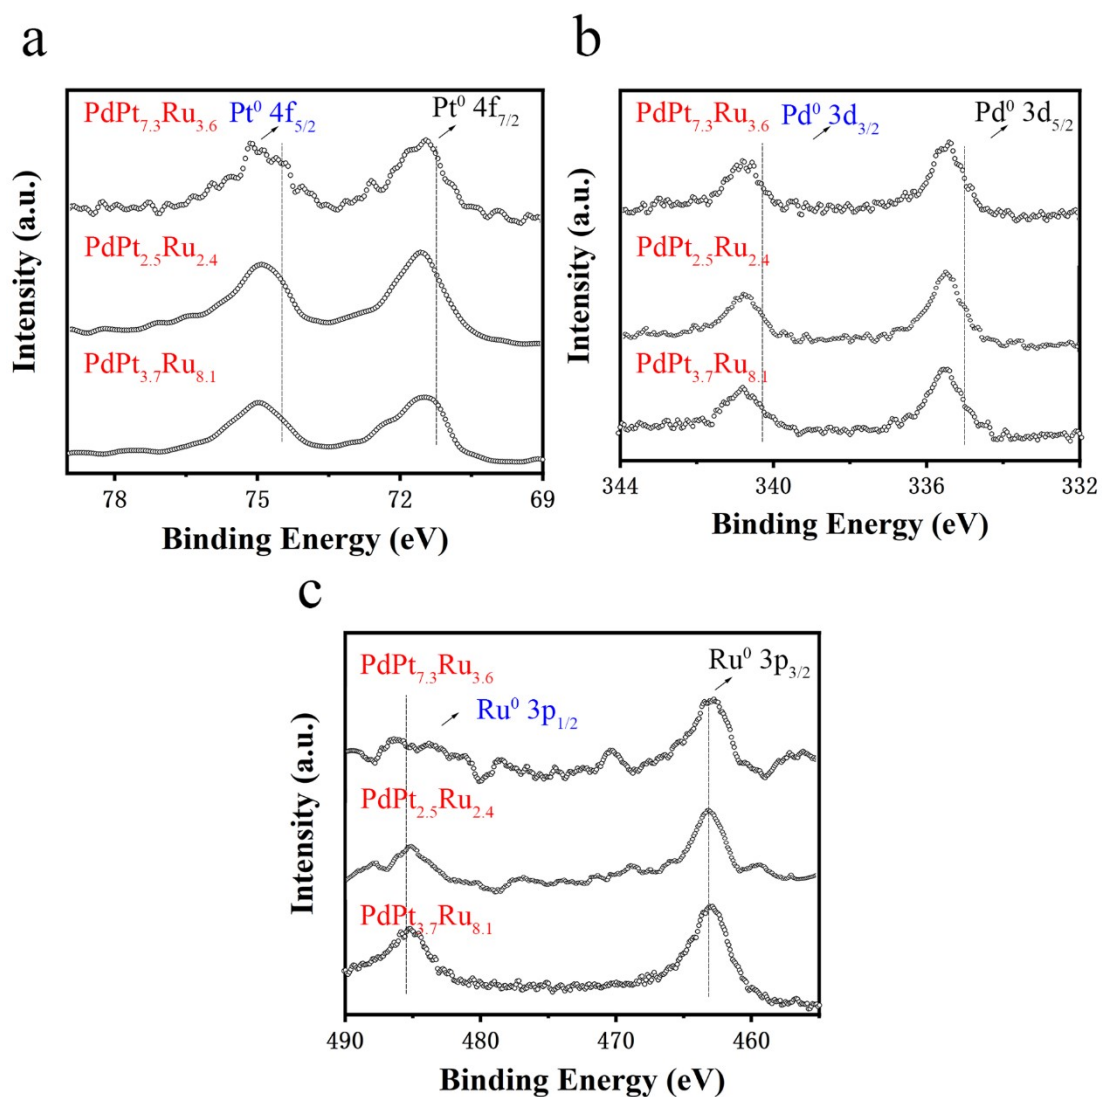 a
PdPt7.3Ru3.6 Pt⁰ 4f5/2 Pt⁰ 4f7/2
PdPt2.5Ru2.4
PdPt3.7Ru8.1
Intensity (a.u.)
78 75 72 69
Binding Energy (eV)
b
PdPt7.3Ru3.6 Pd⁰ 3d3/2 Pd⁰ 3d5/2
PdPt2.5Ru2.4
PdPt3.7Ru8.1
Intensity (a.u.)
344 340 336 332
Binding Energy (eV)
c
PdPt7.3Ru3.6 Ru⁰ 3p3/2
Ru⁰ 3p1/2
PdPt2.5Ru2.4
PdPt3.7Ru8.1
Intensity (a.u.)
490 480 470 460
Binding Energy (eV)